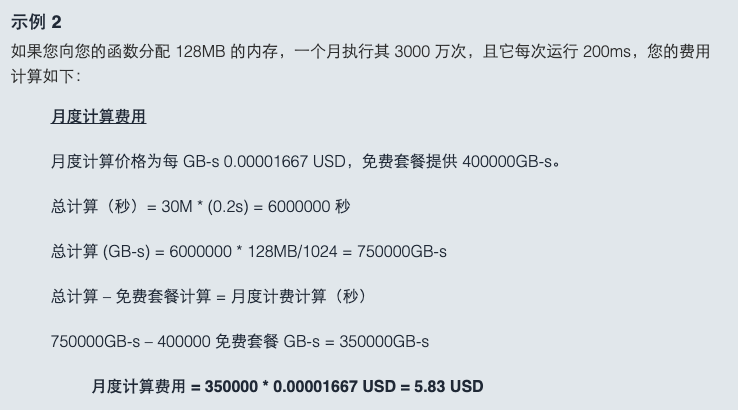 示例 2
如果您向您的函数分配 128MB 的内存，一个月执行其 3000 万次，且它每次运行 200ms，您的费用
计算如下：
月度计算费用
月度计算价格为每 GB-s 0.00001667 USD，免费套餐提供 400000GB-s。
总计算（秒）= 30M * (0.2s) = 6000000 秒
总计算 (GB-s) = 6000000 * 128MB/1024 = 750000GB-s
总计算 – 免费套餐计算 = 月度计费计算（秒）
750000GB-s – 400000 免费套餐 GB-s = 350000GB-s
月度计算费用 = 350000 * 0.00001667 USD = 5.83 USD